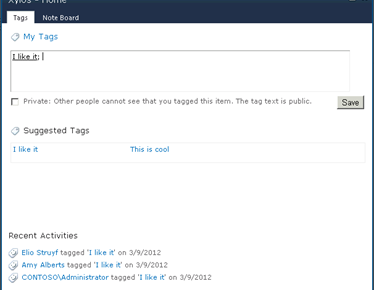 Xylos - Home
Tags Note Board
My Tags
I like it;
Private: Other people cannot see that you tagged this item. The tag text is public.
Save
Suggested Tags
I like it This is cool
Recent Activities
Elio Struyf tagged 'I like it' on 3/9/2012
Amy Alberts tagged 'I like it' on 3/9/2012
CONTOSO\Administrator tagged 'I like it' on 3/9/2012